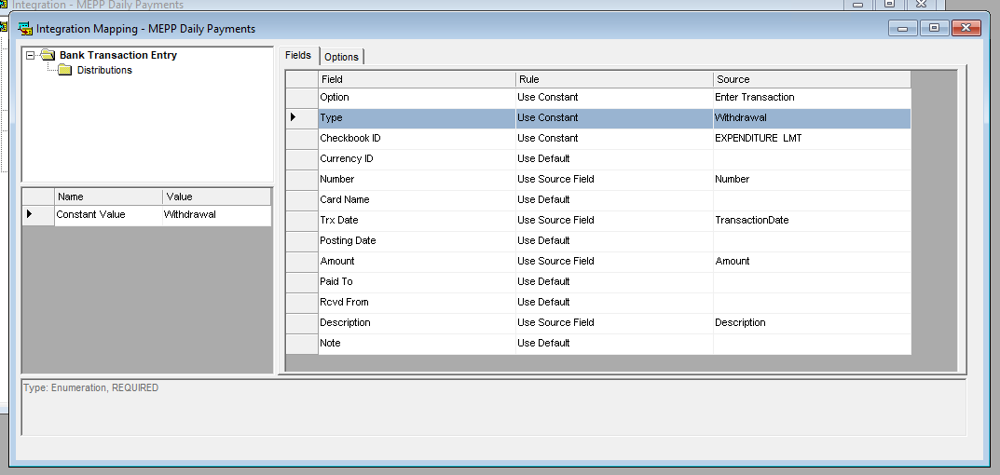 Integration - MEPP Daily Payments
Integration Mapping - MEPP Daily Payments
Bank Transaction Entry
Distributions
Name Value
Constant Value Withdrawal
Fields Options
Field Rule Source
Option Use Constant Enter Transaction
Type Use Constant Withdrawal
Checkbook ID Use Constant EXPENDITURE LMT
Currency ID Use Default
Number Use Source Field Number
Card Name Use Default
Trx Date Use Source Field TransactionDate
Posting Date Use Default
Amount Use Source Field Amount
Paid To Use Default
Rcvd From Use Default
Description Use Source Field Description
Note Use Default
Type: Enumeration, REQUIRED